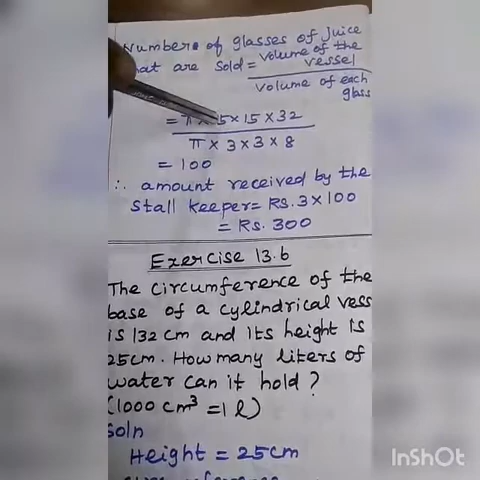 Numbers of glasses of juice
that are sold = volume of the vessel
volume of each glass
= π × 15 × 15 × 32
π × 3 × 3 × 8
= 100
∴ amount received by the
Stall keeper = RS. 3 × 100
= RS. 300
Exercise 13.6
The circumference of the
base of a cylindrical vess
is 132 cm and its height is
25cm. How many liters of
water can it hold?
(1000 cm³ = 1 l)
Soln
Height = 25cm
InShOt